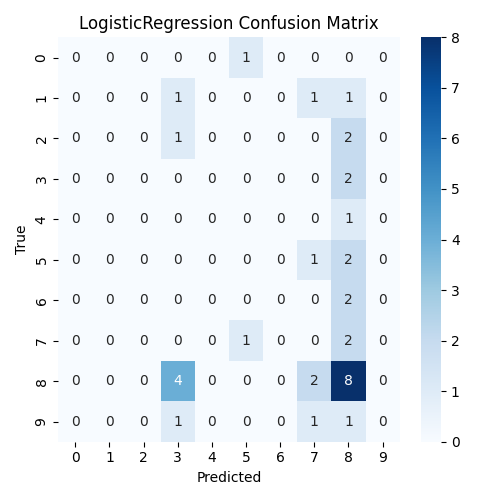 LogisticRegression Confusion Matrix
0 0 0 0 0 0 1 0 0 0 0
1 0 0 0 1 0 0 0 1 1 0
2 0 0 0 1 0 0 0 0 2 0
3 0 0 0 0 0 0 0 0 2 0
4 0 0 0 0 0 0 0 0 1 0
5 0 0 0 0 0 0 0 1 2 0
6 0 0 0 0 0 0 0 0 2 0
7 0 0 0 0 0 1 0 0 2 0
8 0 0 0 4 0 0 0 2 8 0
9 0 0 0 1 0 0 0 1 1 0
0 1 2 3 4 5 6 7 8 9
True
Predicted
8
7
6
5
4
3
2
1
0